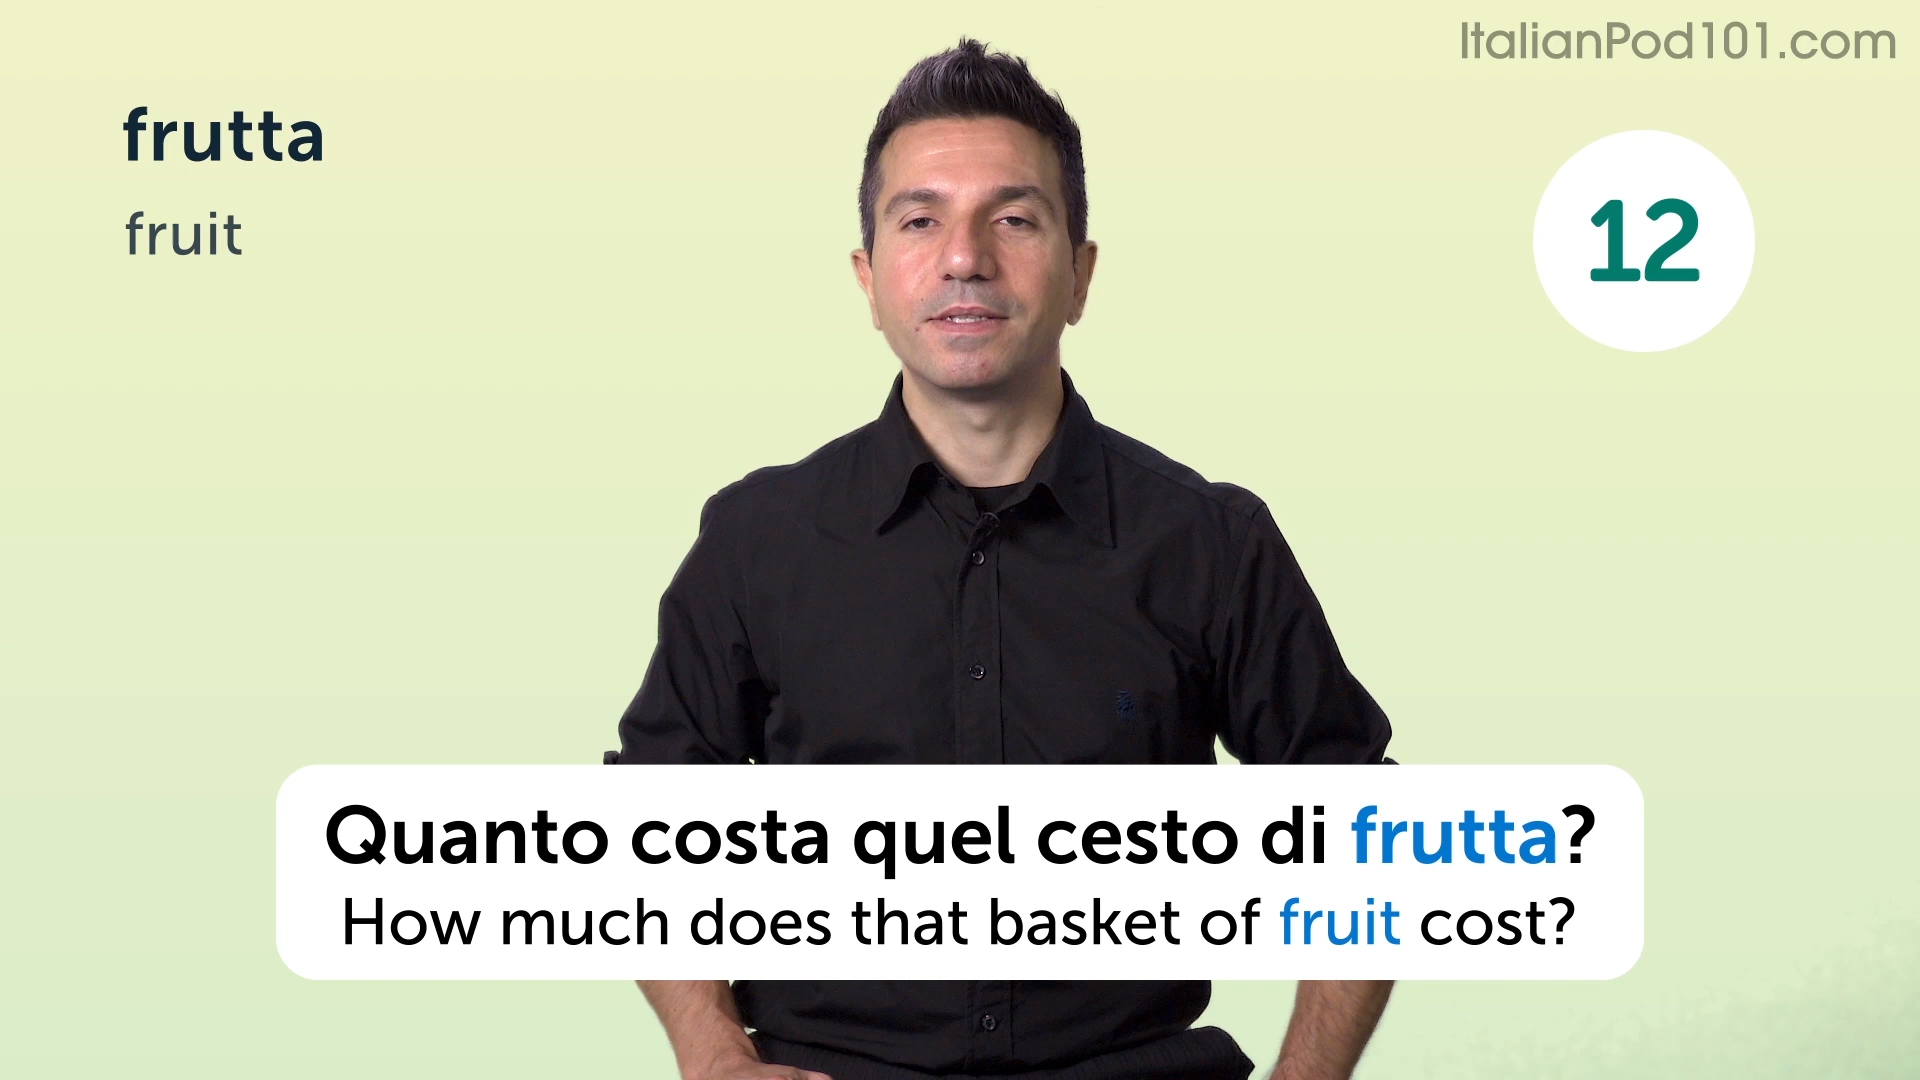 ItalianPod101.com
frutta
fruit
12
Quanto costa quel cesto di frutta?
How much does that basket of fruit cost?